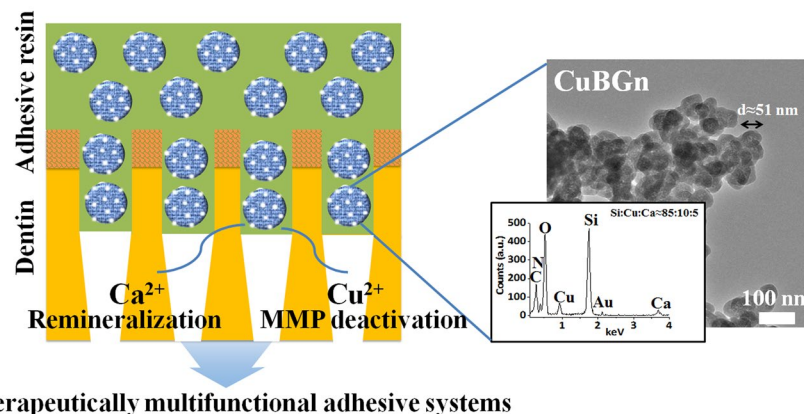 Adhesive resin
Dentin
Ca²⁺
Remineralization
Cu²⁺
MMP deactivation
erapeutically multifunctional adhesive systems
CuBGn
d≈51 nm
100 nm
Si:Cu:Ca≈85:10:5
Counts (a.u.)
500
400
300
200
100
0
N
C
O
Cu
Si
Au
Ca
1
2
3
4
keV